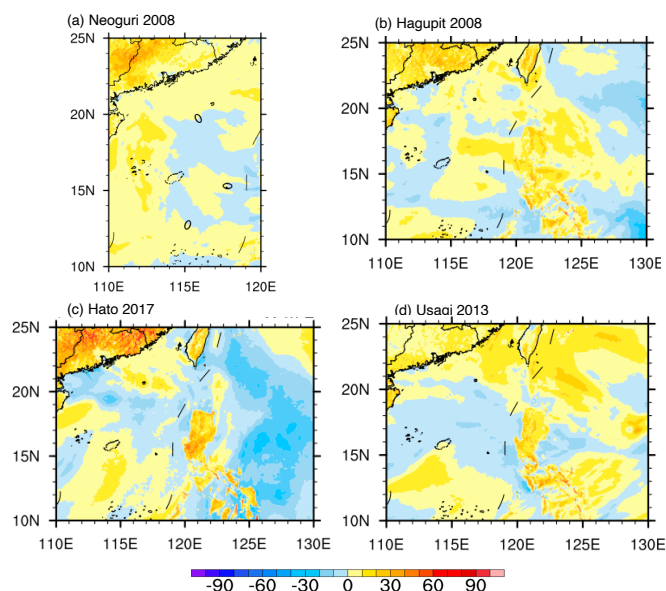 (a) Neoguri 2008
25N
20N
15N
10N
110E 115E 120E
(b) Hagupit 2008
25N
20N
15N
10N
110E 115E 120E 125E 130E
(c) Hato 2017
25N
20N
15N
10N
110E 115E 120E 125E 130E
(d) Usagi 2013
25N
20N
15N
10N
110E 115E 120E 125E 130E
-90 -60 -30 0 30 60 90